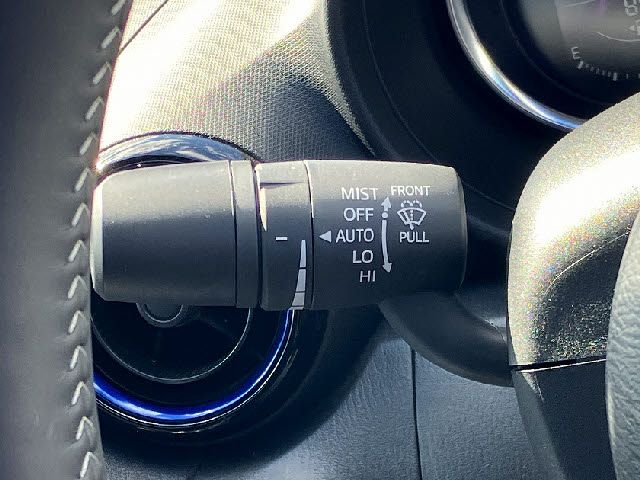 MIST FRONT
OFF
AUTO PULL
LO
HI
E